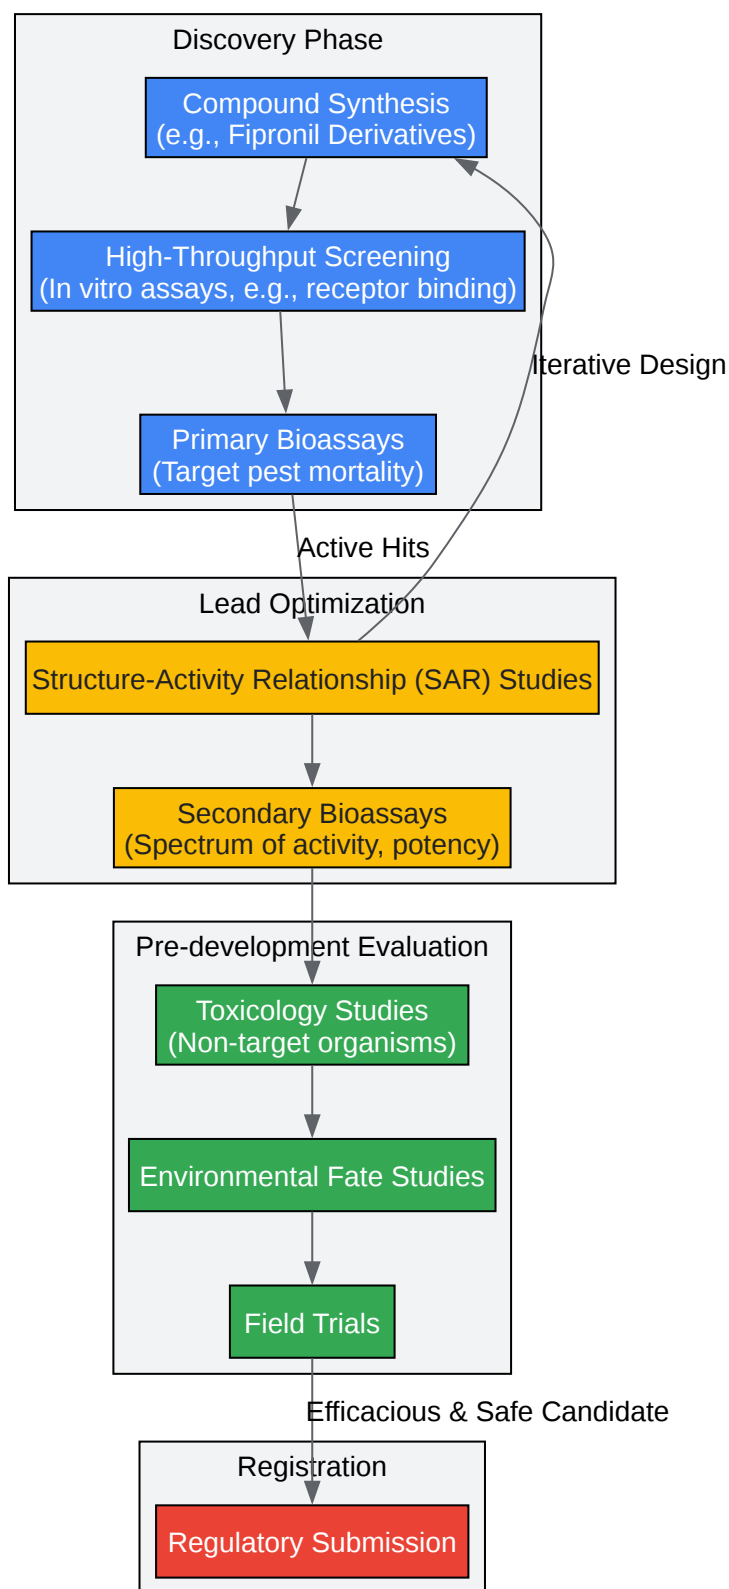 Discovery Phase
Compound Synthesis
(e.g., Fipronil Derivatives)
High-Throughput Screening
(In vitro assays, e.g., receptor binding)
Iterative Design
Primary Bioassays
(Target pest mortality)
Active Hits
Lead Optimization
Structure-Activity Relationship (SAR) Studies
Secondary Bioassays
(Spectrum of activity, potency)
Pre-development Evaluation
Toxicology Studies
(Non-target organisms)
Environmental Fate Studies
Field Trials
Efficacious & Safe Candidate
Registration
Regulatory Submission